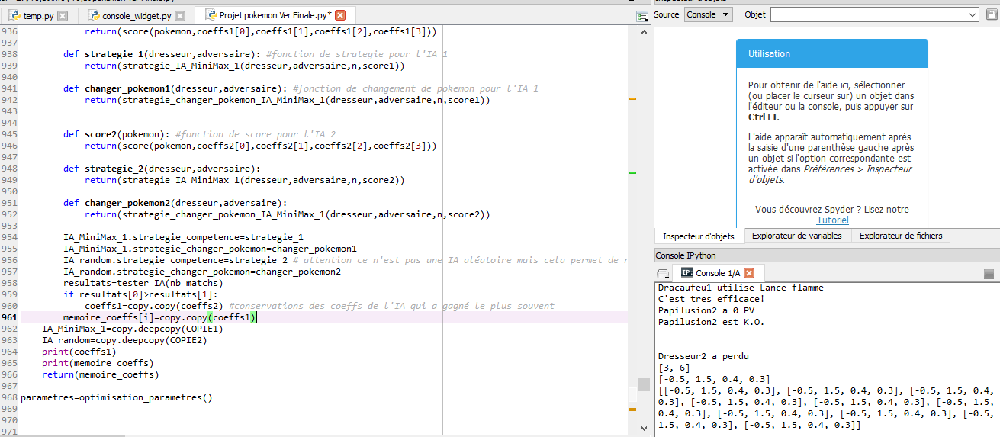 temp.py
console_widget.py
Projet pokemon Ver Finale.py*
936 return(score(pokemon,coeffs1[0],coeffs1[1],coeffs1[2],coeffs1[3]))
937
938 def strategie_1(dresseur,adversaire): #fonction de strategie pour l'IA 1
939 return(strategie_IA_MiniMax_1(dresseur,adversaire,n,score1))
940
941 def changer_pokemon1(dresseur,adversaire): #fonction de changement de pokemon pour l'IA 1
942 return(strategie_changer_pokemon_IA_MiniMax_1(dresseur,adversaire,n,score1))
943
944
945 def score2(pokemon): #fonction de score pour l'IA 2
946 return(score(pokemon,coeffs2[0],coeffs2[1],coeffs2[2],coeffs2[3]))
947
948 def strategie_2(dresseur,adversaire):
949 return(strategie_IA_MiniMax_1(dresseur,adversaire,n,score2))
950
951 def changer_pokemon2(dresseur,adversaire):
952 return(strategie_changer_pokemon_IA_MiniMax_1(dresseur,adversaire,n,score2))
953
954 IA_MiniMax_1.strategie_competence=strategie_1
955 IA_MiniMax_1.strategie_changer_pokemon=changer_pokemon1
956 IA_random.strategie_competence=strategie_2 # attention ce n'est pas une IA aléatoire mais cela permet de
957 IA_random.strategie_changer_pokemon=changer_pokemon2
958 resultats=tester_IA(nb_matchs)
959 if resultats[0]>resultats[1]:
960 coeffs1=copy.copy(coeffs2) #conservations des coeffs de l'IA qui a gagné le plus souvent
961 memoire_coeffs[i]=copy.copy(coeffs1)
962 IA_MiniMax_1=copy.deepcopy(COPIE1)
963 IA_random=copy.deepcopy(COPIE2)
964 print(coeffs1)
965 print(memoire_coeffs)
966 return(memoire_coeffs)
967
968 parametres=optimisation_parametres()
969
970
971
Source Console Objet
Utilisation
Pour obtenir de l'aide ici, sélectionner
(ou placer le curseur sur) un objet dans
l'éditeur ou la console, puis appuyer sur
Ctrl+I.
L'aide apparaît automatiquement après
la saisie d'une parenthèse gauche après
un objet si l'option correspondante est
activée dans Préférences > Inspecteur
d'objets.
Vous découvrez Spyder ? Lisez notre
Tutoriel
Inspecteur d'objets Explorateur de variables Explorateur de fichiers
Console IPython
IP: Console 1/A
Dracaufeu1 utilise Lance flamme
C'est tres efficace!
Papilusion2 a 0 PV
Papilusion2 est K.O.
Dresseur2 a perdu
[3, 6]
[-0.5, 1.5, 0.4, 0.3]
[[-0.5, 1.5, 0.4, 0.3], [-0.5, 1.5, 0.4, 0.3], [-0.5, 1.5, 0.4,
0.3], [-0.5, 1.5, 0.4, 0.3], [-0.5, 1.5, 0.4, 0.3], [-0.5, 1.5,
0.4, 0.3], [-0.5, 1.5, 0.4, 0.3], [-0.5, 1.5, 0.4, 0.3], [-0.5,
1.5, 0.4, 0.3], [-0.5, 1.5, 0.4, 0.3]]